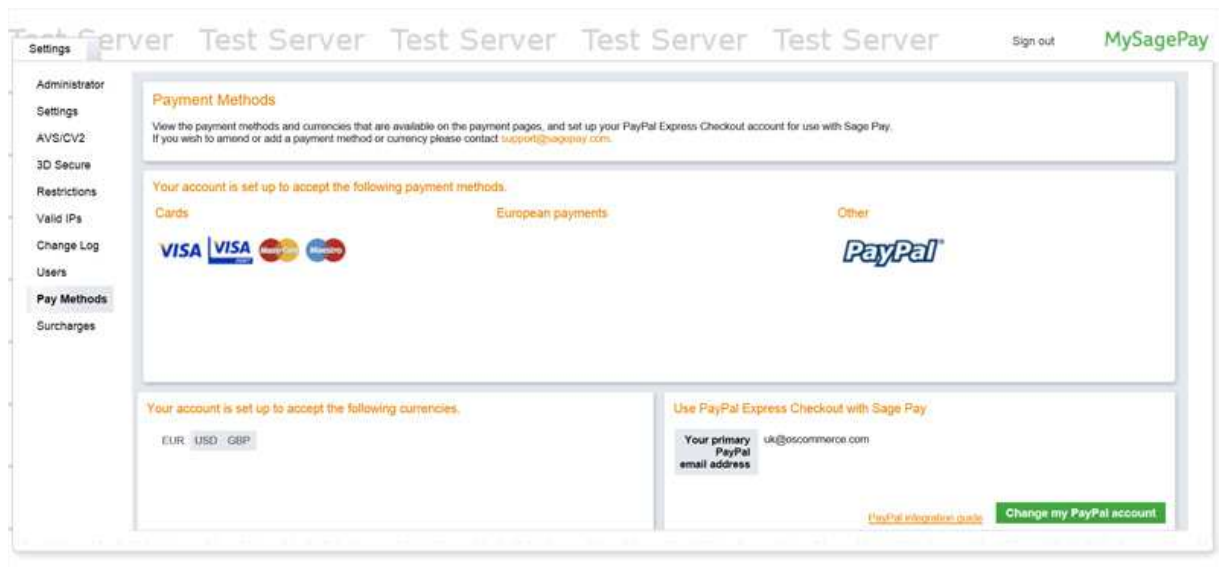 Test Server Test Server Test Server Test Server Test Server
Settings
Sign out
MySagePay
Administrator
Settings
AVS/CV2
3D Secure
Restrictions
Valid IPs
Change Log
Users
Pay Methods
Surcharges
Payment Methods
View the payment methods and currencies that are available on the payment pages, and set up your PayPal Express Checkout account for use with Sage Pay.
If you wish to amend or add a payment method or currency please contact support@sagepay.com.
Your account is set up to accept the following payment methods.
Cards
European payments
Other
VISA VISA MasterCard Maestro
PayPal
Your account is set up to accept the following currencies.
EUR USD GBP
Use PayPal Express Checkout with Sage Pay
Your primary
PayPal
email address
uk@oscommerce.com
PayPal integration guide
Change my PayPal account